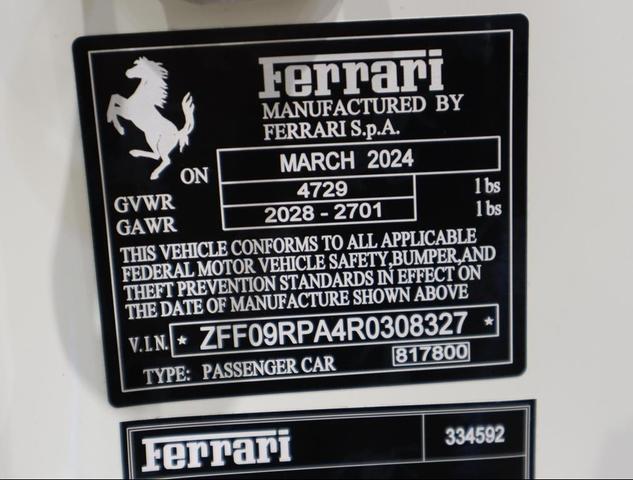 Ferrari
MANUFACTURED BY
FERRARI S.p.A.
ON MARCH 2024
GVWR 4729 lbs
GAWR 2028 - 2701 lbs
THIS VEHICLE CONFORMS TO ALL APPLICABLE
FEDERAL MOTOR VEHICLE SAFETY, BUMPER, AND
THEFT PREVENTION STANDARDS IN EFFECT ON
THE DATE OF MANUFACTURE SHOWN ABOVE
V.I.N. * ZFF09RPA4R0308327 *
TYPE: PASSENGER CAR 817800
Ferrari 334592